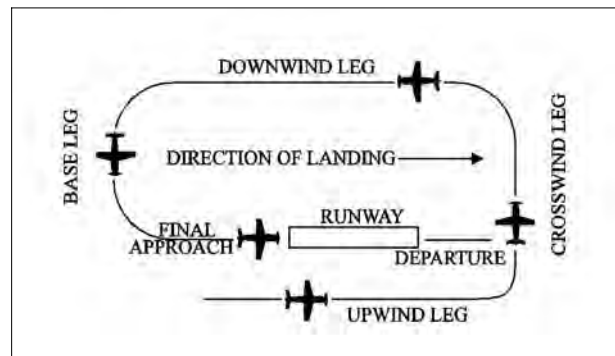 DOWNWIND LEG
BASE LEG
CROSSWIND LEG
DIRECTION OF LANDING
RUNWAY
FINAL
APPROACH
DEPARTURE
UPWIND LEG